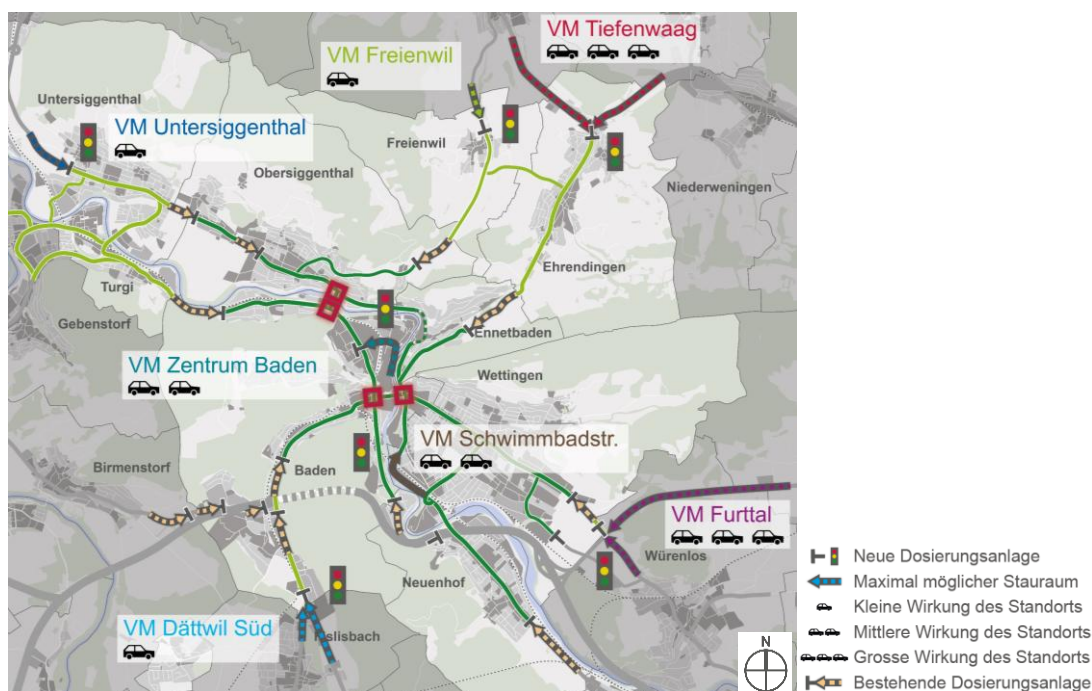 VM Tiefenwaag
VM Freienwil
Untersiggenthal
VM Untersiggenthal
Freienwil
Obersiggenthal
Niederweningen
Ehrendingen
Turgi
Gebenstorf
Ennetbaden
VM Zentrum Baden
Wettingen
VM Schwimmbadstr.
Birmenstorf
Baden
VM Furttal
Würenlos
Neuenhof
VM Dättwil Süd
N
Neue Dosierungsanlage
Maximal möglicher Stauraum
Kleine Wirkung des Standorts
Mittlere Wirkung des Standorts
Grosse Wirkung des Standorts
Bestehende Dosierungsanlage